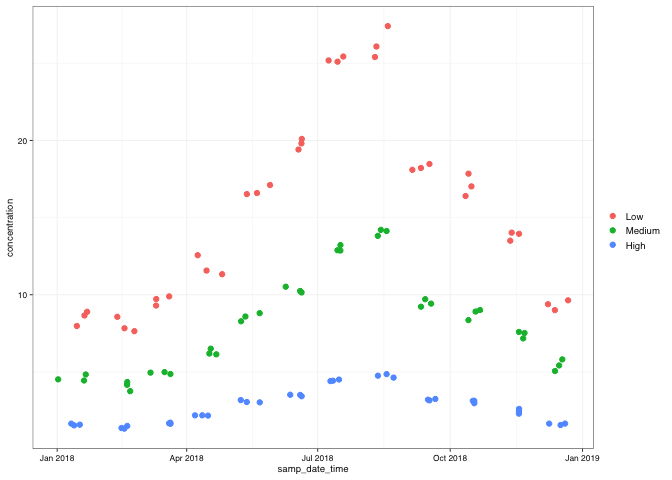 20
10
concentration
Jan 2018
Apr 2018
Jul 2018
Oct 2018
Jan 2019
samp_date_time
Low
Medium
High